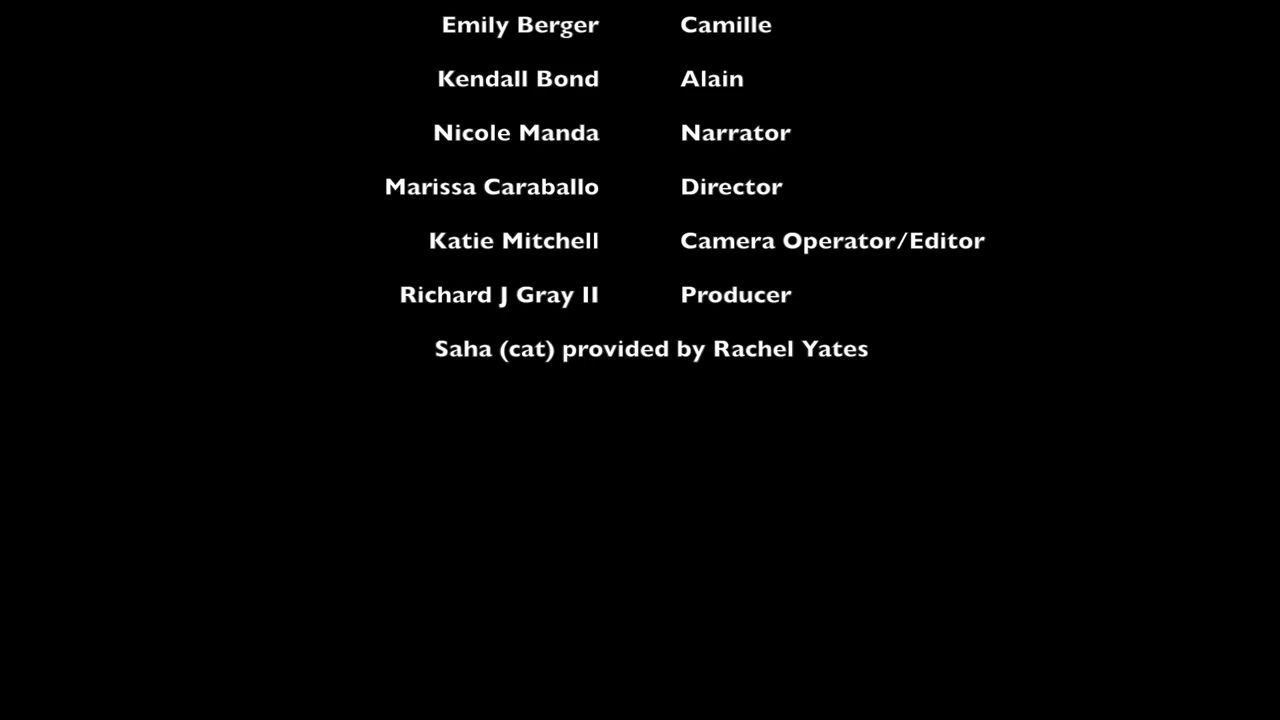 Emily Berger Camille
Kendall Bond Alain
Nicole Manda Narrator
Marissa Caraballo Director
Katie Mitchell Camera Operator/Editor
Richard J Gray II Producer
Saha (cat) provided by Rachel Yates